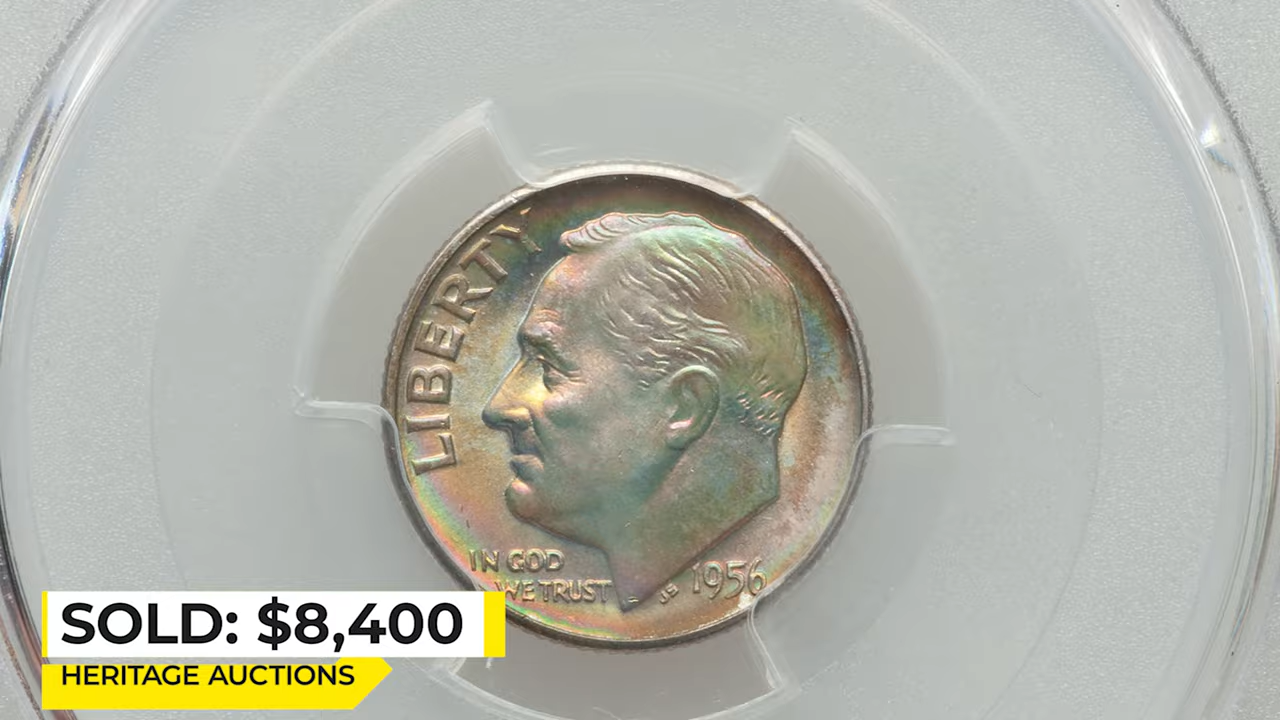 LIBERTY
IN GOD
WE TRUST
JS
1956
SOLD: $8,400
HERITAGE AUCTIONS